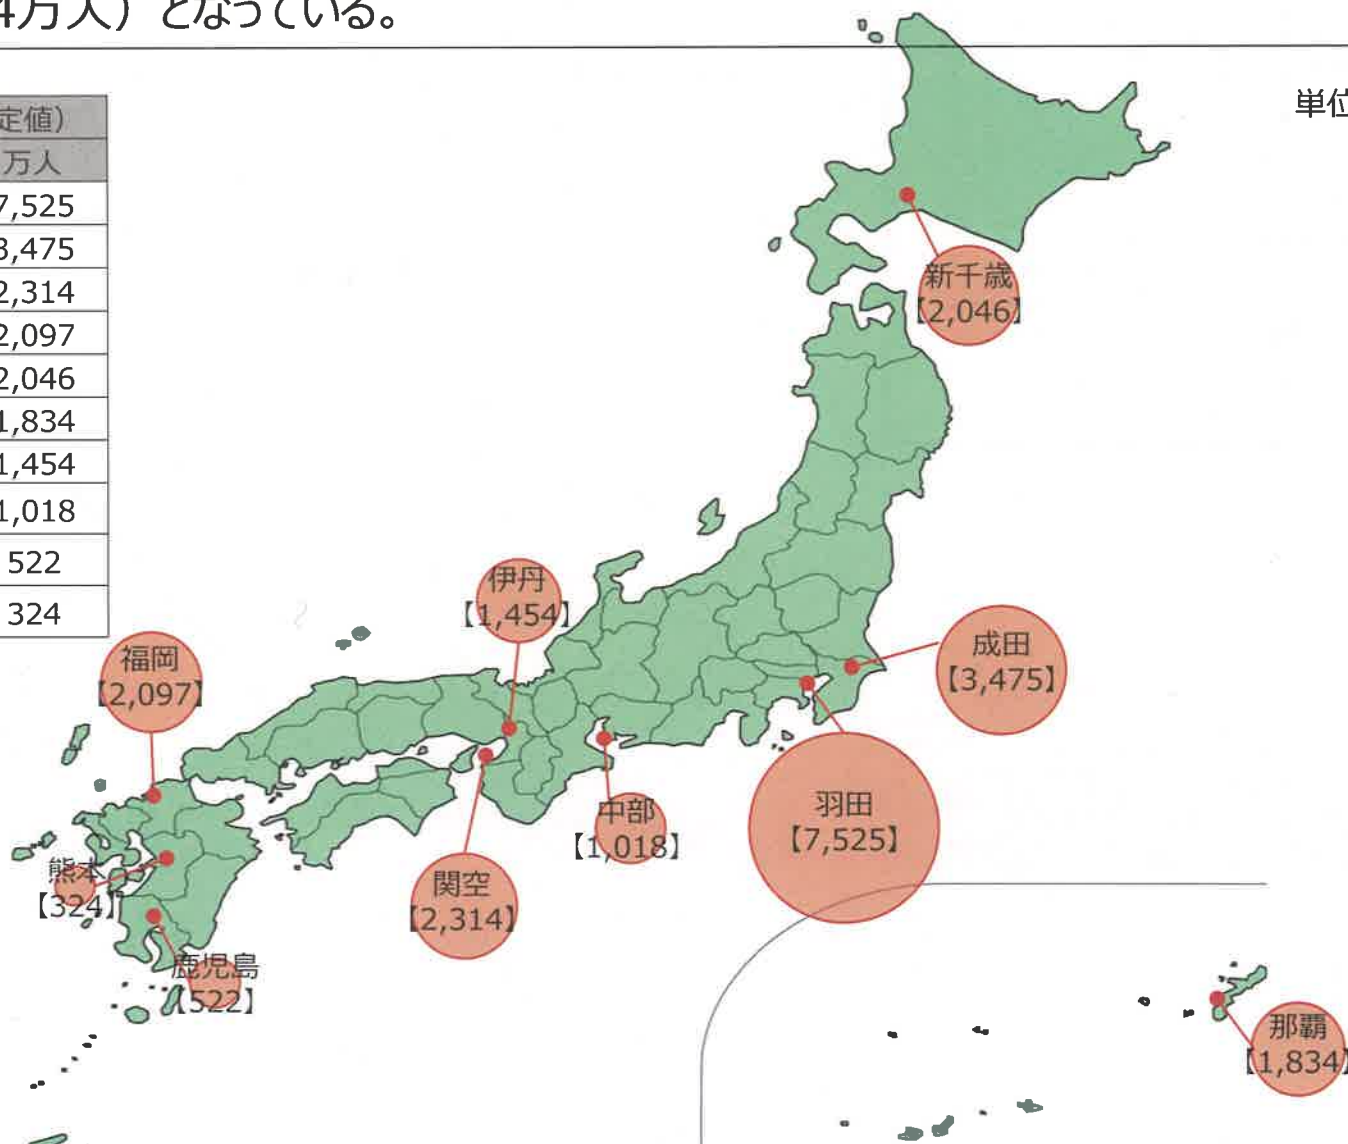 4万人）となっている。
単位
定値）
万人
7,525
3,475
2,314
2,097
2,046
1,834
1,454
1,018
522
324
新千歳
【2,046】
伊丹
【1,454】
成田
【3,475】
福岡
【2,097】
羽田
【7,525】
中部
【1,018】
関空
【2,314】
熊本
【324】
鹿児島
【522】
那覇
【1,834】